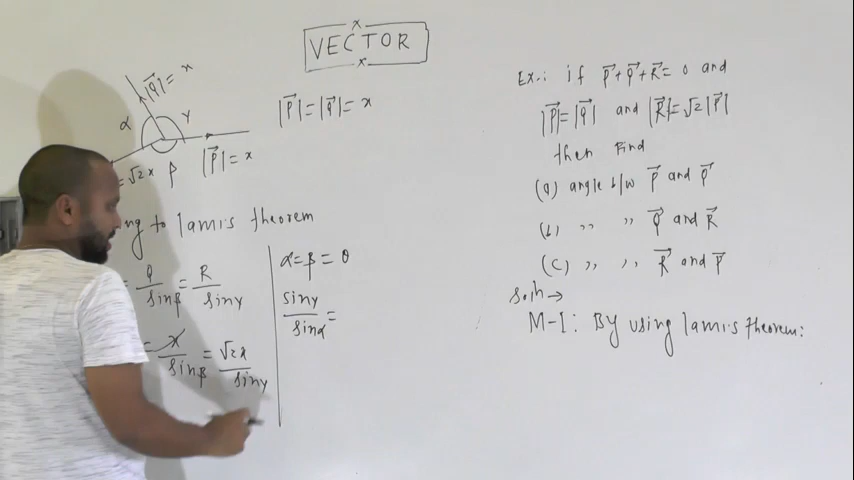 VECTOR
|Q⃗| = x
α
γ
= √2x
β
|P⃗| = x
|P⃗| = |Q⃗| = x
ng to lami's theorem
= Q/sinβ = R/sinγ
= x/sinβ = √2x/sinγ
α = β = θ
sinγ/sinα =
Ex.: if P⃗+Q⃗+R⃗ = 0 and
|P⃗| = |Q⃗| and |R⃗| = √2|P⃗|
then Find
(a) angle b/w P⃗ and Q⃗
(b) ,, ,, Q⃗ and R⃗
(c) ,, ,, R⃗ and P⃗
Soln →
M-I: By using lami's theorem: